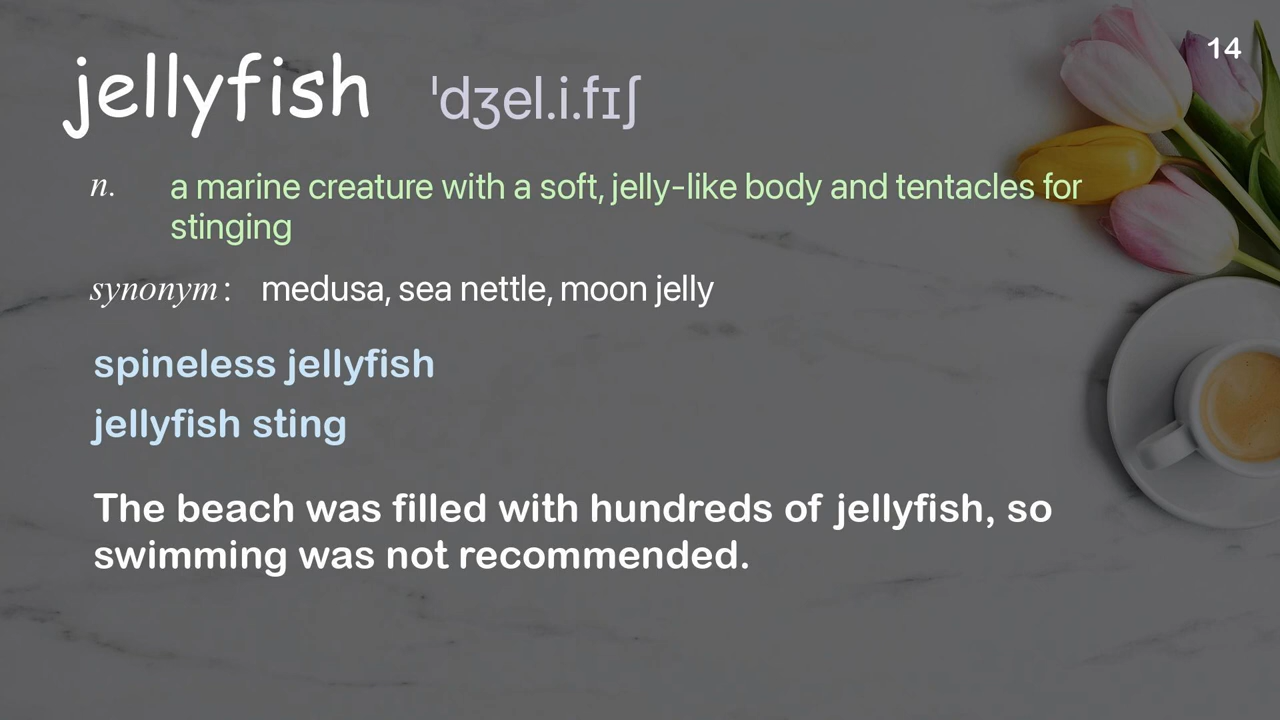 14
jellyfish ˈdʒel.i.fɪʃ
n. a marine creature with a soft, jelly-like body and tentacles for
stinging
synonym: medusa, sea nettle, moon jelly
spineless jellyfish
jellyfish sting
The beach was filled with hundreds of jellyfish, so
swimming was not recommended.